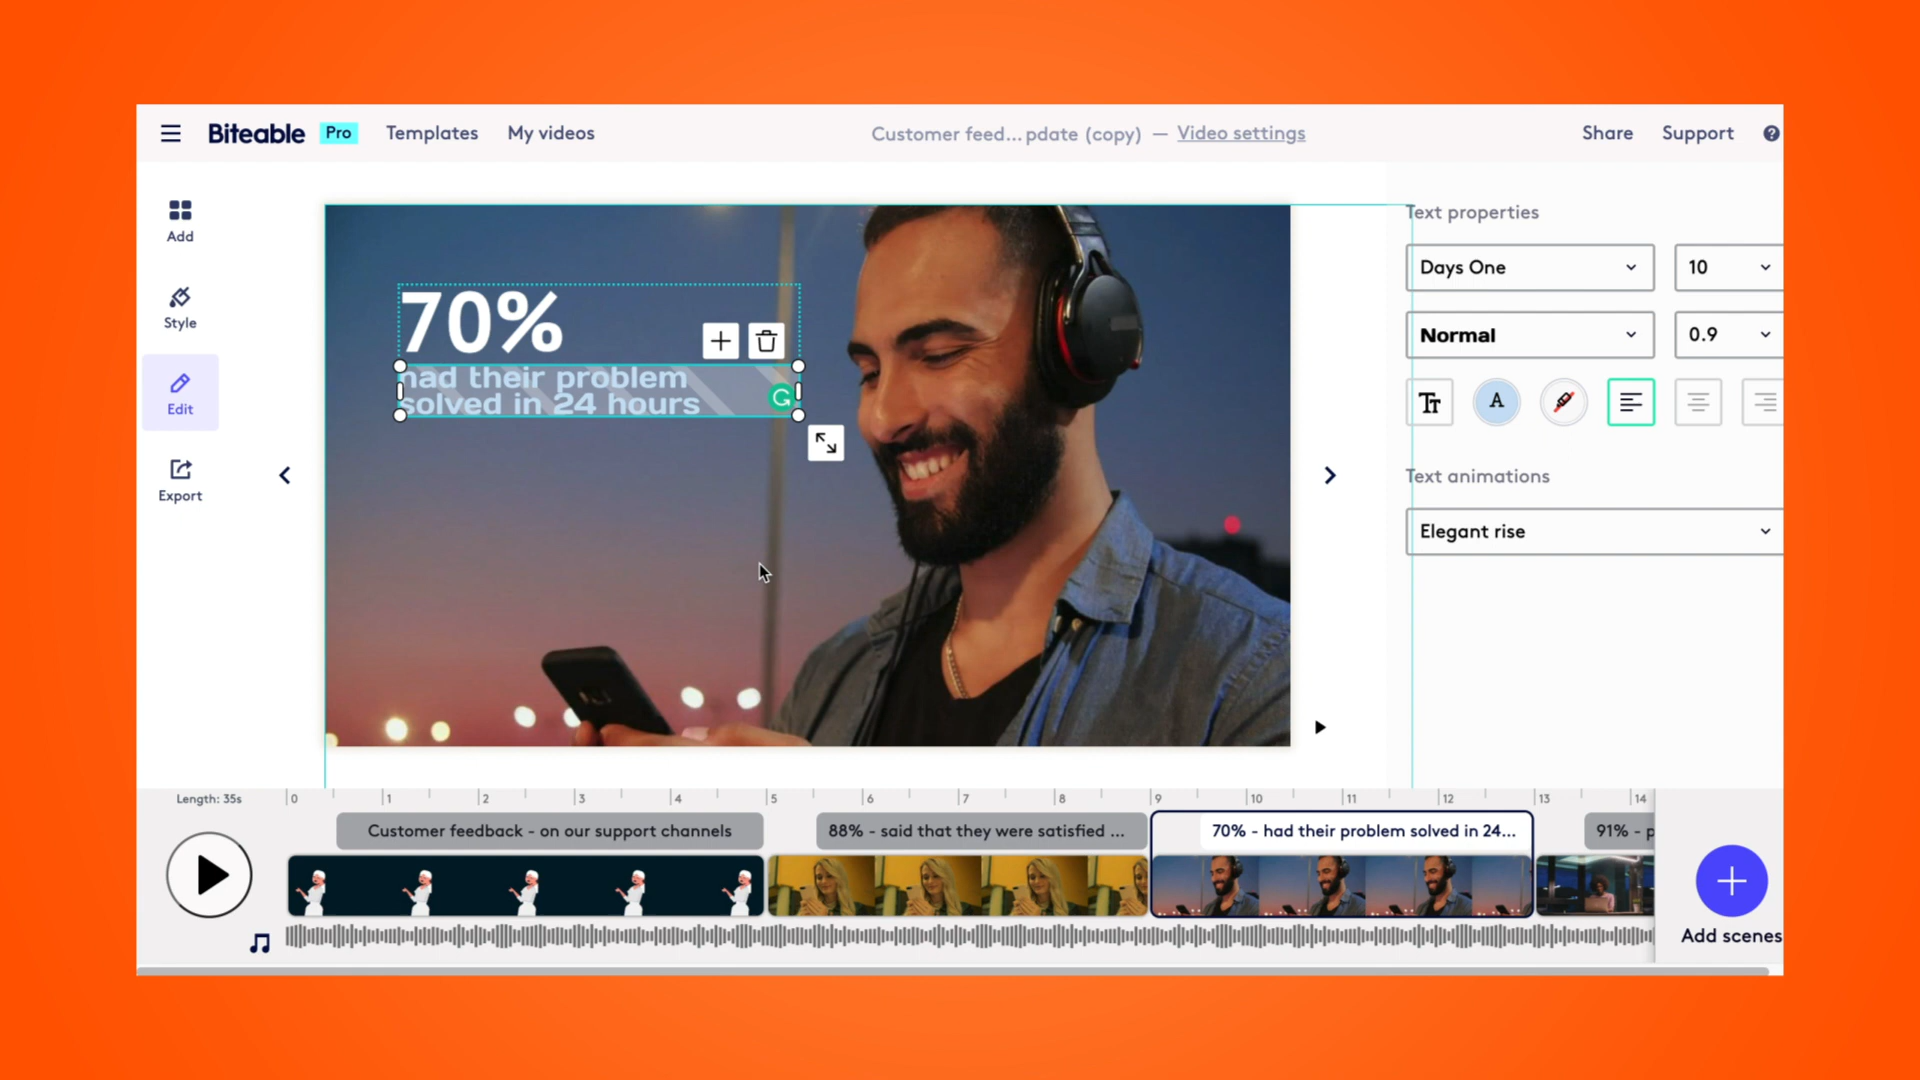 Biteable Pro Templates My videos Customer feed... pdate (copy) — Video settings Share Support ?
Add
Style
Edit
Export
70%
had their problem
solved in 24 hours
Text properties
Days One 10
Normal 0.9
Tt A
Text animations
Elegant rise
Length: 35s 0 1 2 3 4 5 6 7 8 9 10 11 12 13 14
Customer feedback - on our support channels 88% - said that they were satisfied ... 70% - had their problem solved in 24... 91% - p
Add scenes